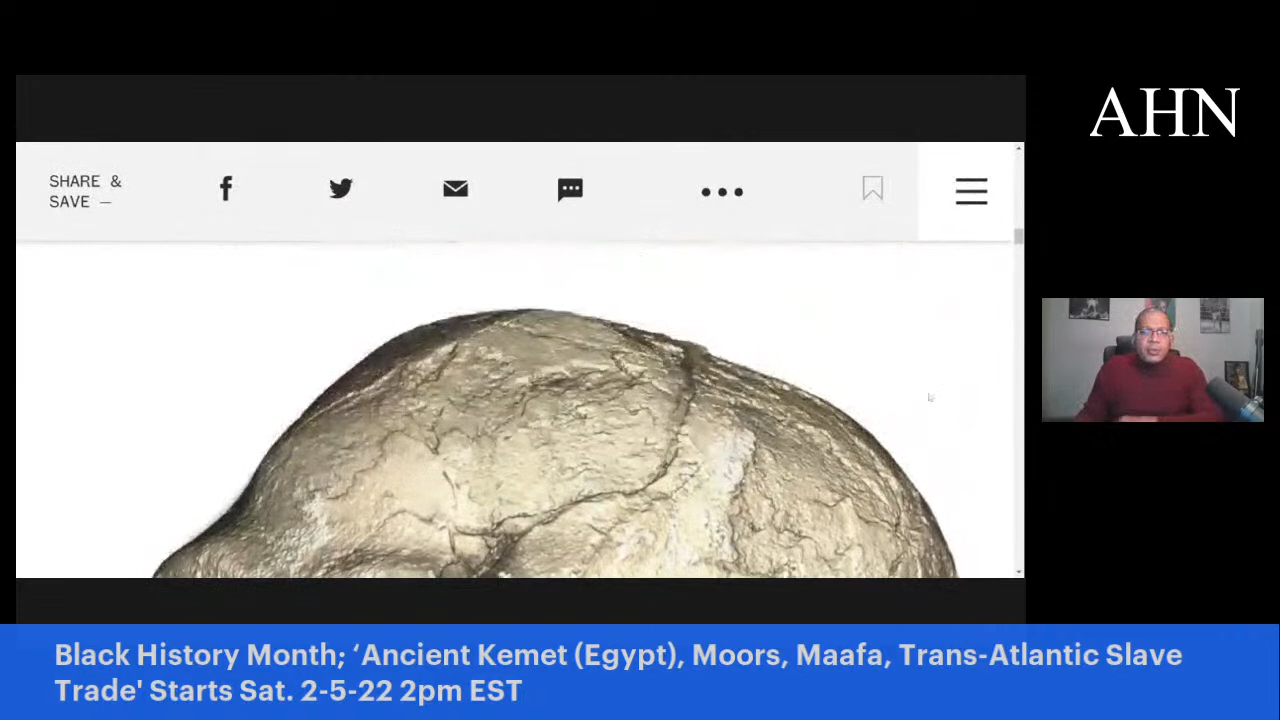 AHN
SHARE &
SAVE —
Black History Month; ‘Ancient Kemet (Egypt), Moors, Maafa, Trans-Atlantic Slave
Trade' Starts Sat. 2-5-22 2pm EST